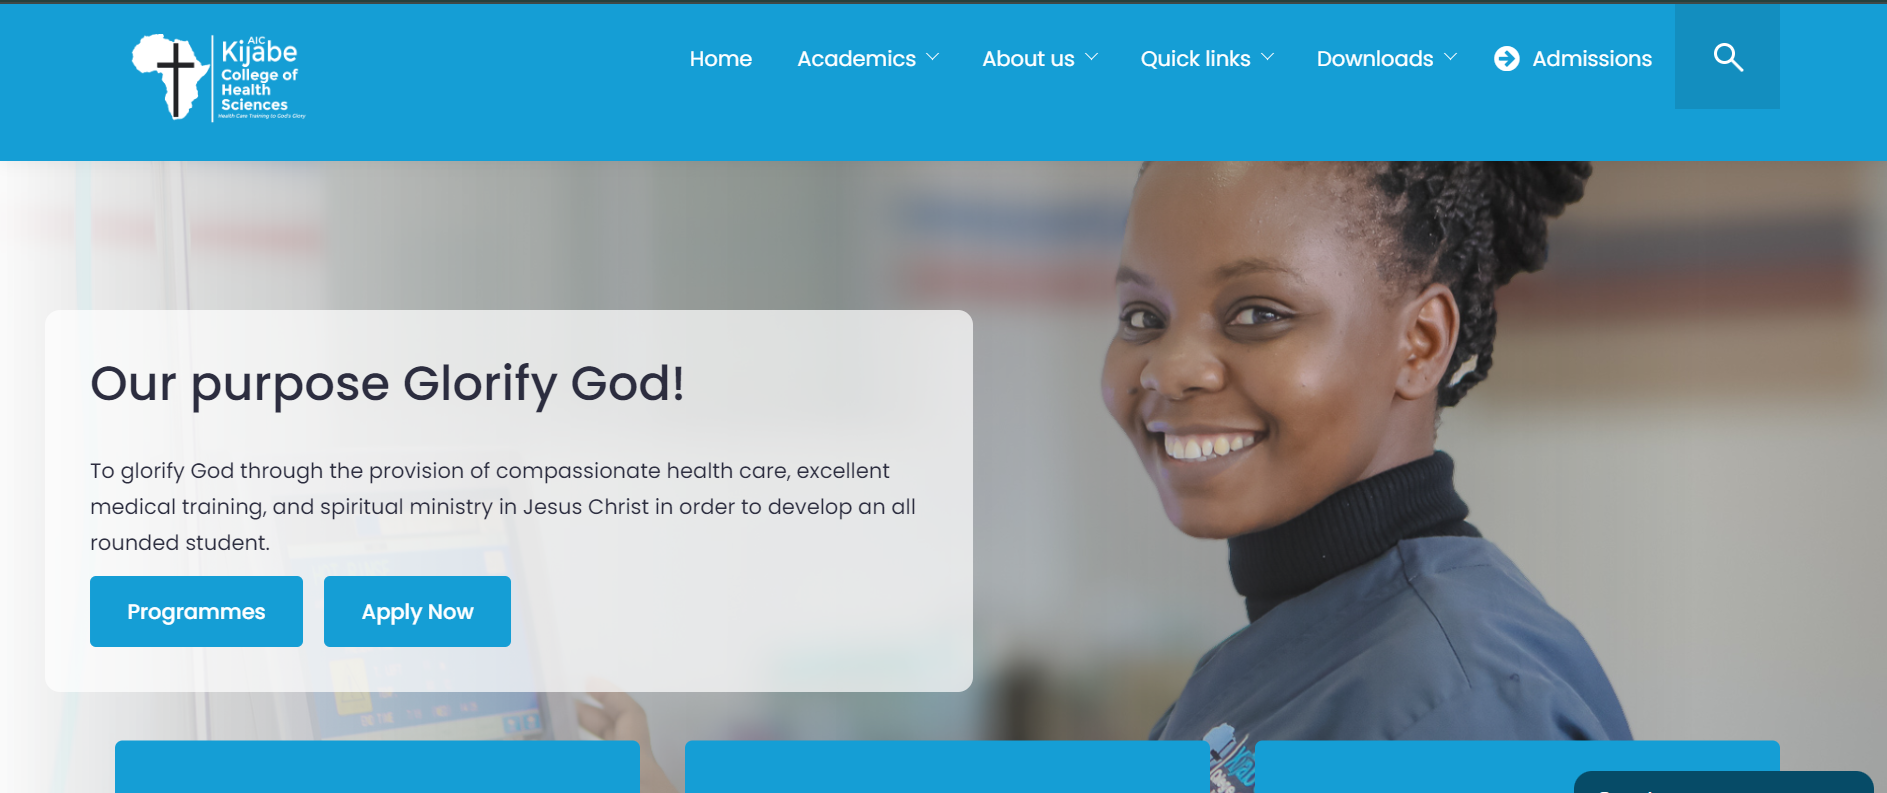 AIC
Kijabe
College of
Health
Sciences
Health Care Training to God's Glory
Home
Academics
About us
Quick links
Downloads
Admissions
Our purpose Glorify God!
To glorify God through the provision of compassionate health care, excellent
medical training, and spiritual ministry in Jesus Christ in order to develop an all
rounded student.
Programmes
Apply Now